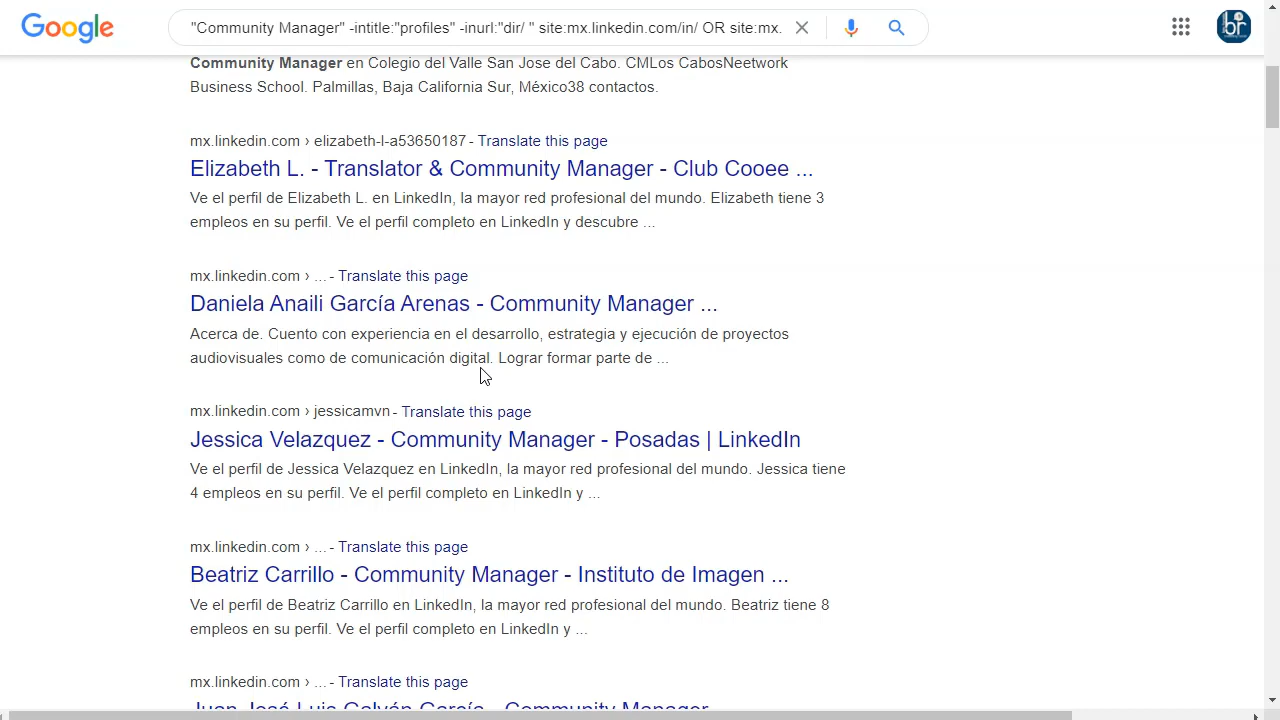 Google
"Community Manager" -intitle:"profiles" -inurl:"dir/ " site:mx.linkedin.com/in/ OR site:mx.
br
Community Manager en Colegio del Valle San Jose del Cabo. CMLos CabosNeetwork
Business School. Palmillas, Baja California Sur, México38 contactos.
mx.linkedin.com › elizabeth-l-a53650187 - Translate this page
Elizabeth L. - Translator & Community Manager - Club Cooee ...
Ve el perfil de Elizabeth L. en LinkedIn, la mayor red profesional del mundo. Elizabeth tiene 3
empleos en su perfil. Ve el perfil completo en LinkedIn y descubre ...
mx.linkedin.com › ... - Translate this page
Daniela Anaili García Arenas - Community Manager ...
Acerca de. Cuento con experiencia en el desarrollo, estrategia y ejecución de proyectos
audiovisuales como de comunicación digital. Lograr formar parte de ...
mx.linkedin.com › jessicamvn - Translate this page
Jessica Velazquez - Community Manager - Posadas | LinkedIn
Ve el perfil de Jessica Velazquez en LinkedIn, la mayor red profesional del mundo. Jessica tiene
4 empleos en su perfil. Ve el perfil completo en LinkedIn y ...
mx.linkedin.com › ... - Translate this page
Beatriz Carrillo - Community Manager - Instituto de Imagen ...
Ve el perfil de Beatriz Carrillo en LinkedIn, la mayor red profesional del mundo. Beatriz tiene 8
empleos en su perfil. Ve el perfil completo en LinkedIn y ...
mx.linkedin.com › ... - Translate this page
Juan José Luis Galván García - Community Manager